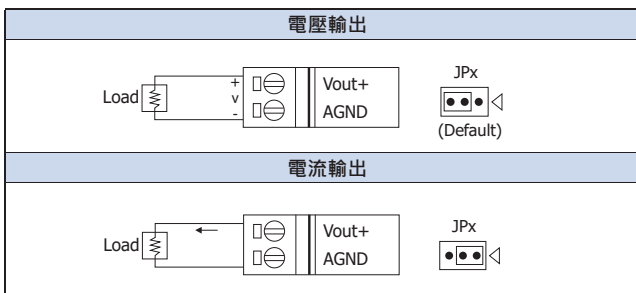 電壓輸出
Load
+
v
-
Vout+
AGND
JPx
(Default)
電流輸出
Load
Vout+
AGND
JPx